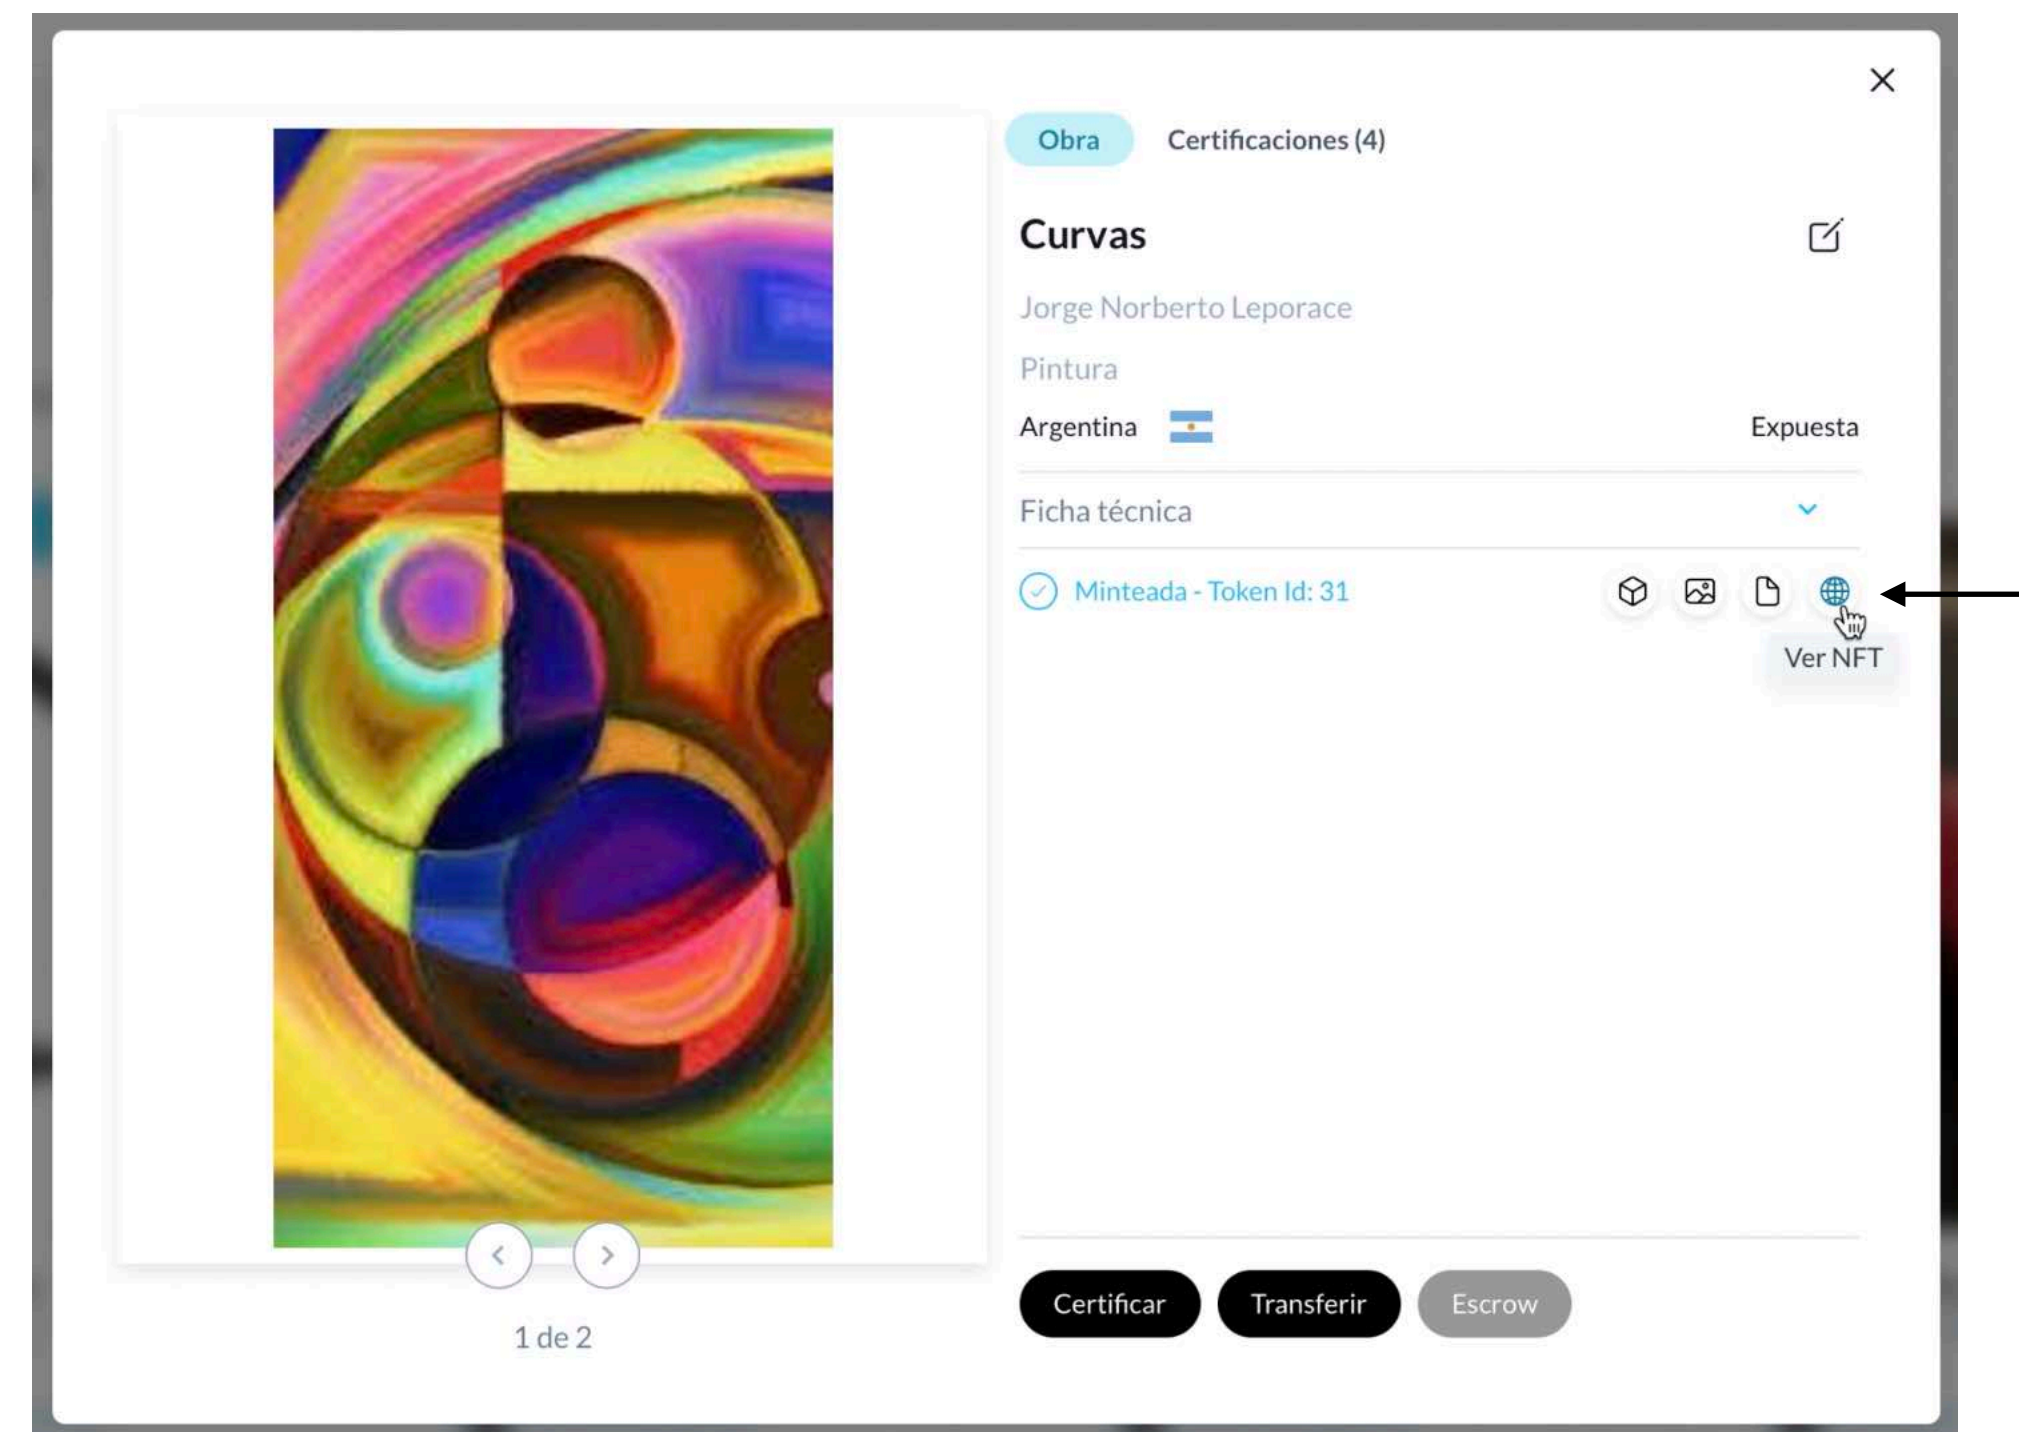 Obra
Certificaciones (4)
Curvas
Jorge Norberto Leporace
Pintura
Argentina
Expuesta
Ficha técnica
Minteada - Token Id: 31
Ver NFT
1 de 2
Certificar
Transferir
Escrow